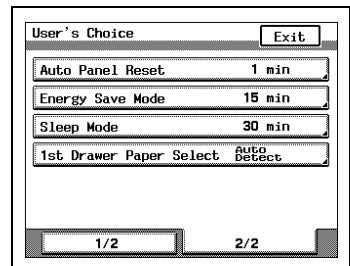 User's Choice Exit
Auto Panel Reset 1 min
Energy Save Mode 15 min
Sleep Mode 30 min
1st Drawer Paper Select Auto Detect
1/2 2/2